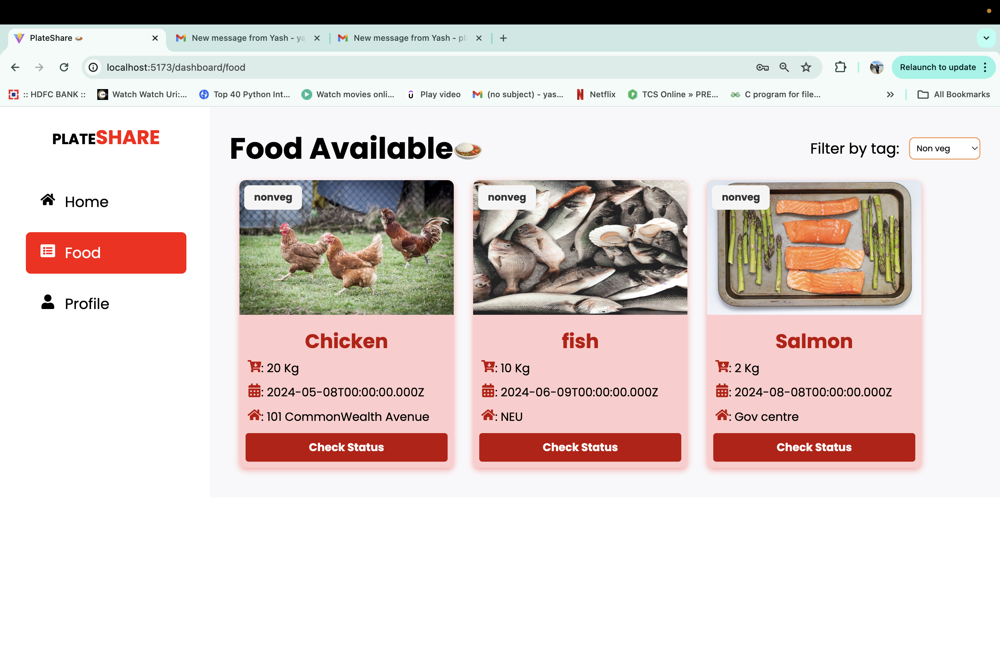 PlateShare
New message from Yash - ya
New message from Yash - pl
localhost:5173/dashboard/food
Relaunch to update
:: HDFC BANK ::
Watch Watch Uri:...
Top 40 Python Int...
Watch movies onli...
Play video
(no subject) - yas...
Netflix
TCS Online » PRE...
C program for file...
All Bookmarks
PLATESHARE
Home
Food
Profile
Food Available
Filter by tag: Non veg
nonveg
Chicken
: 20 Kg
: 2024-05-08T00:00:00.000Z
: 101 CommonWealth Avenue
Check Status
nonveg
fish
: 10 Kg
: 2024-06-09T00:00:00.000Z
: NEU
Check Status
nonveg
Salmon
: 2 Kg
: 2024-08-08T00:00:00.000Z
: Gov centre
Check Status